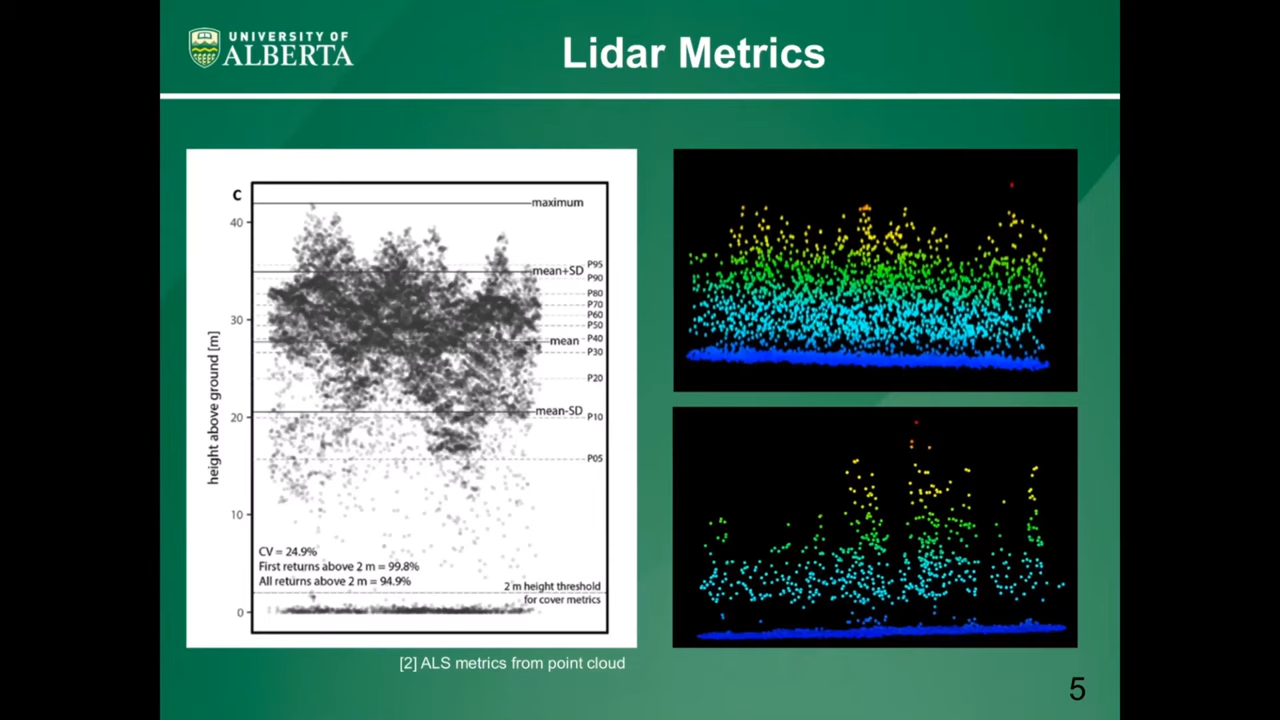 UNIVERSITY OF
ALBERTA
Lidar Metrics
C
maximum
40
P95
mean+SD
P90
P80
P70
P60
30
P50
P40
mean
P30
P20
mean-SD
20
P10
P05
10
height above ground [m]
CV = 24.9%
First returns above 2 m = 99.8%
All returns above 2 m = 94.9%
2 m height threshold
for cover metrics
0
[2] ALS metrics from point cloud
5